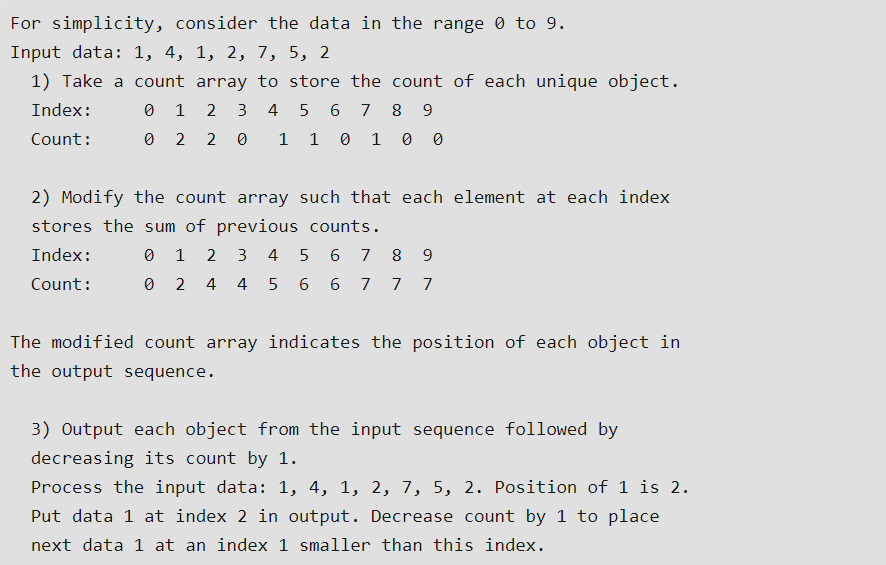 For simplicity, consider the data in the range 0 to 9.
Input data: 1, 4, 1, 2, 7, 5, 2
1) Take a count array to store the count of each unique object.
Index: 0 1 2 3 4 5 6 7 8 9
Count: 0 2 2 0 1 1 0 1 0 0
2) Modify the count array such that each element at each index
stores the sum of previous counts.
Index: 0 1 2 3 4 5 6 7 8 9
Count: 0 2 4 4 5 6 6 7 7 7
The modified count array indicates the position of each object in
the output sequence.
3) Output each object from the input sequence followed by
decreasing its count by 1.
Process the input data: 1, 4, 1, 2, 7, 5, 2. Position of 1 is 2.
Put data 1 at index 2 in output. Decrease count by 1 to place
next data 1 at an index 1 smaller than this index.